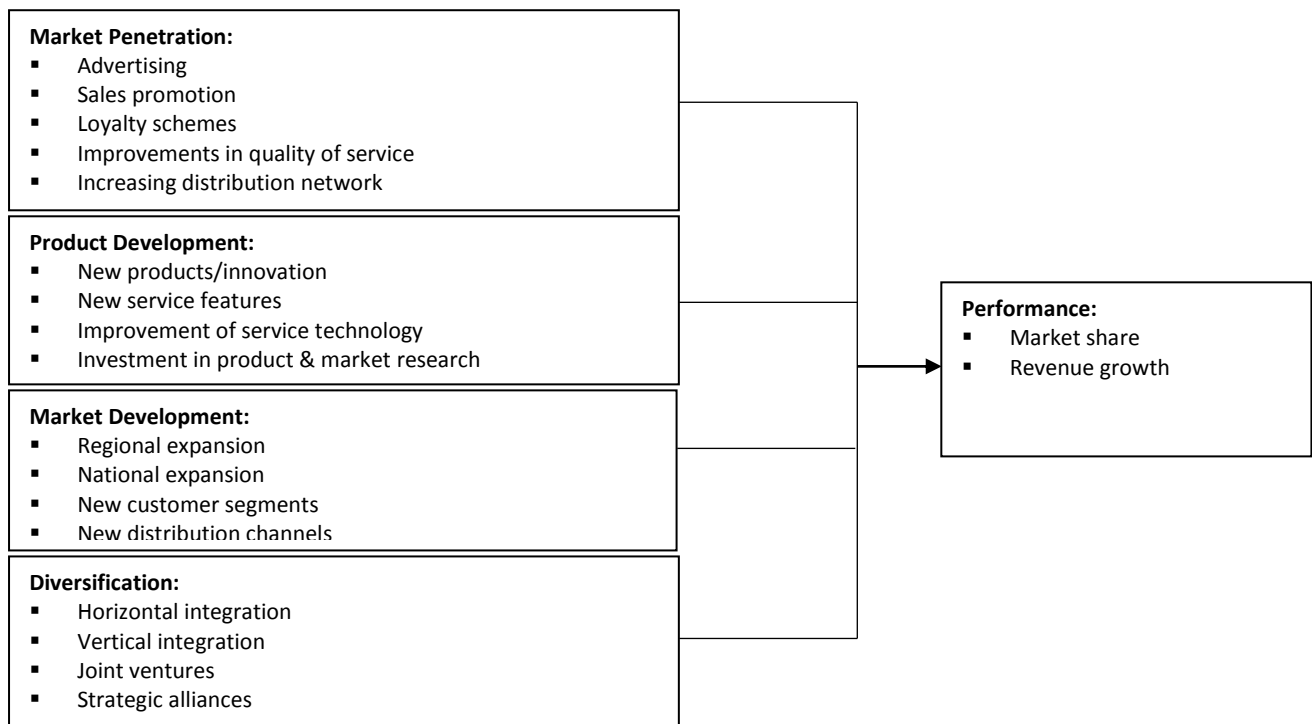 Market Penetration:
▪ Advertising
▪ Sales promotion
▪ Loyalty schemes
▪ Improvements in quality of service
▪ Increasing distribution network
Product Development:
▪ New products/innovation
▪ New service features
▪ Improvement of service technology
▪ Investment in product & market research
Market Development:
▪ Regional expansion
▪ National expansion
▪ New customer segments
▪ New distribution channels
Diversification:
▪ Horizontal integration
▪ Vertical integration
▪ Joint ventures
▪ Strategic alliances
Performance:
▪ Market share
▪ Revenue growth